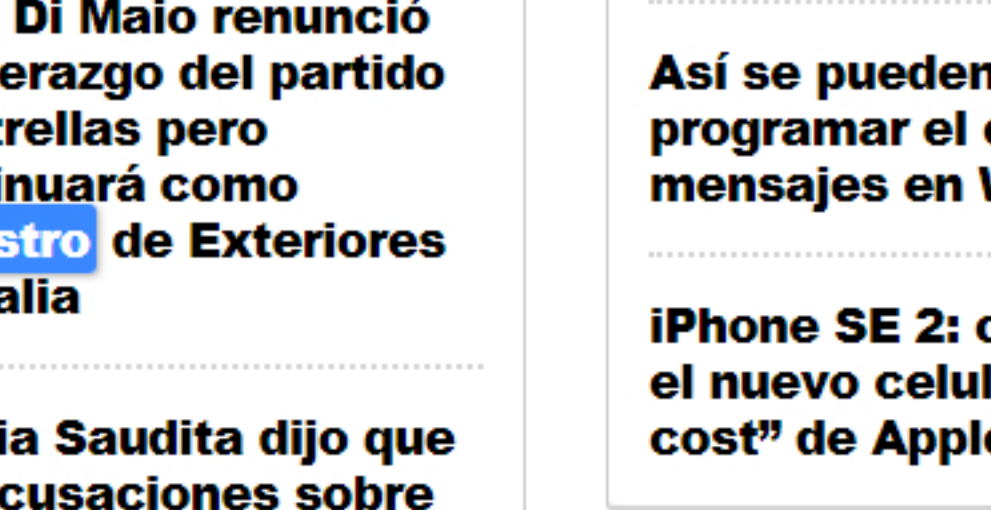 Di Maio renunció
erazgo del partido
trellas pero
inuará como
stro de Exteriores
alia
ia Saudita dijo que
cusaciones sobre
Así se pueden
programar el
mensajes en
iPhone SE 2:
el nuevo celul
cost” de Apple